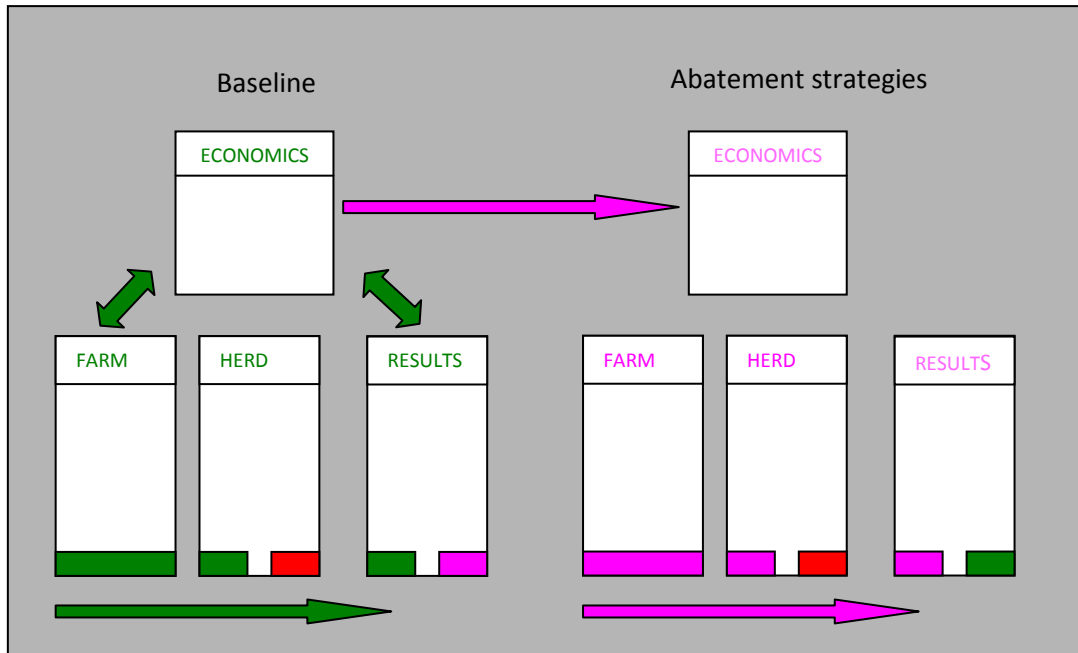 Baseline
Abatement strategies
ECONOMICS
ECONOMICS
FARM
HERD
RESULTS
FARM
HERD
RESULTS